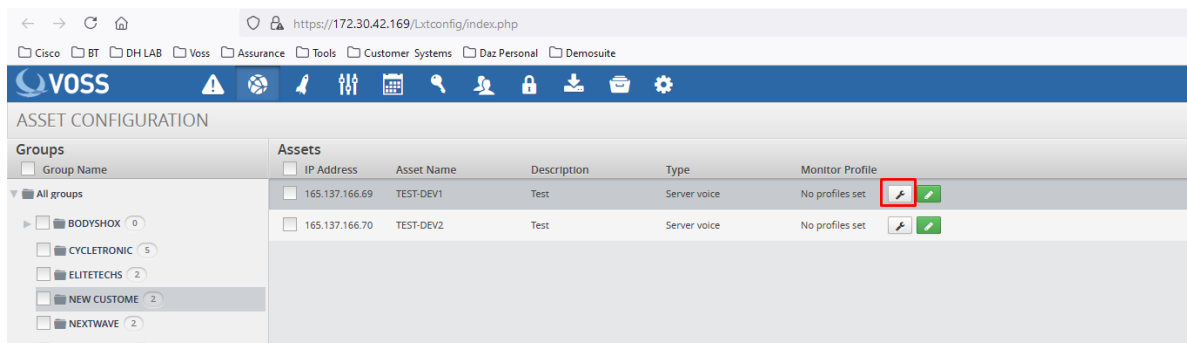 https://172.30.42.169/Lxtconfig/index.php
Cisco BT DH LAB Voss Assurance Tools Customer Systems Daz Personal Demosuite
VOSS
ASSET CONFIGURATION
Groups
Group Name
All groups
BODYSHOX 0
CYCLETRONIC 5
ELITETECHS 2
NEW CUSTOME 2
NEXTWAVE 2
Assets
IP Address Asset Name Description Type Monitor Profile
165.137.166.69 TEST-DEV1 Test Server voice No profiles set
165.137.166.70 TEST-DEV2 Test Server voice No profiles set